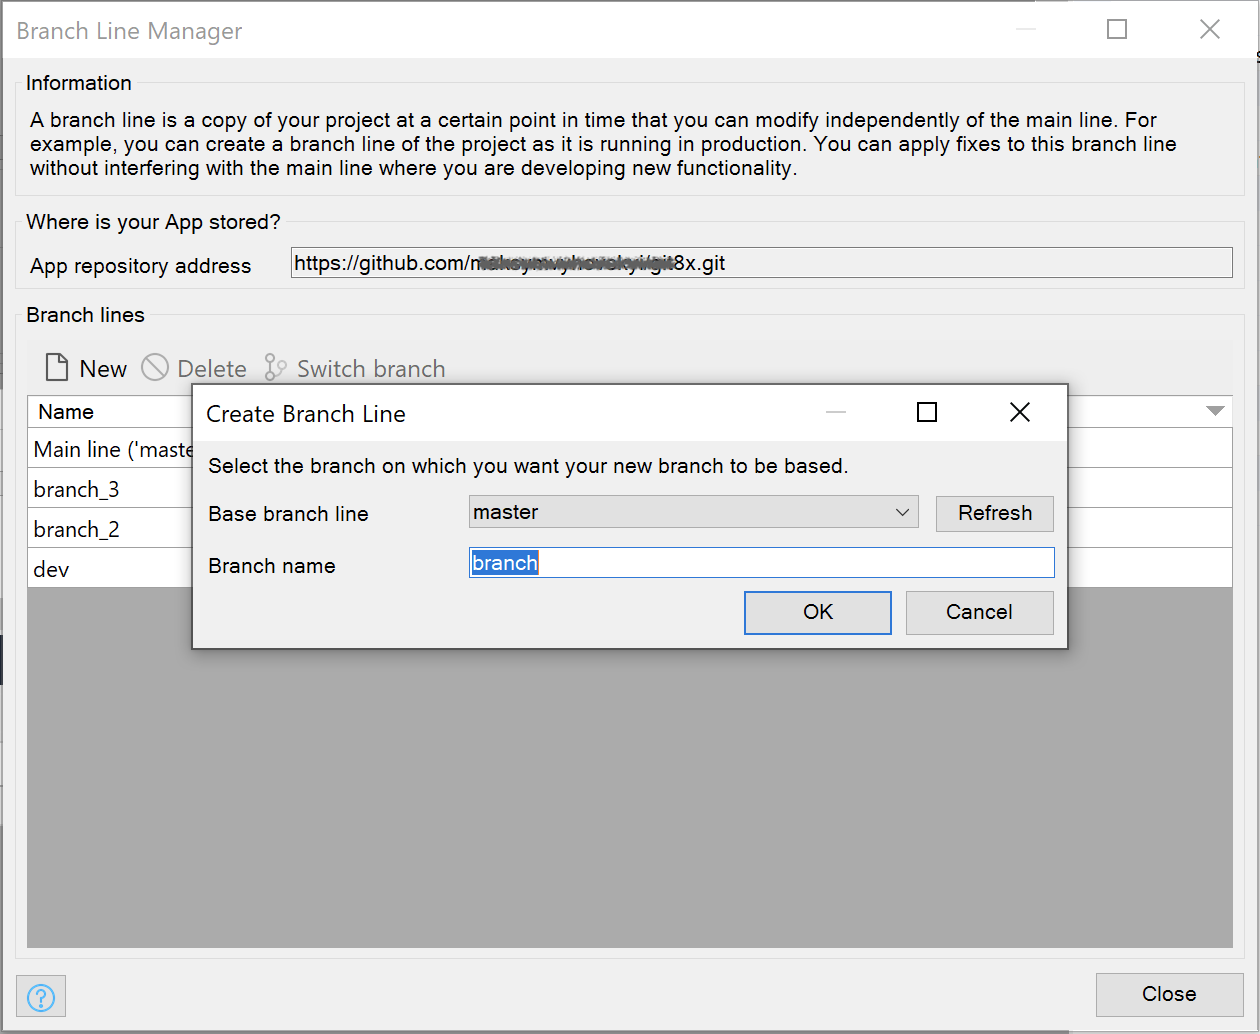 Branch Line Manager
Information
A branch line is a copy of your project at a certain point in time that you can modify independently of the main line. For
example, you can create a branch line of the project as it is running in production. You can apply fixes to this branch line
without interfering with the main line where you are developing new functionality.
Where is your App stored?
App repository address
https://github.com/ 8x.git
Branch lines
New Delete Switch branch
Name
Main line ('maste
branch_3
branch_2
dev
Create Branch Line
Select the branch on which you want your new branch to be based.
Base branch line master Refresh
Branch name branch
OK Cancel
? Close